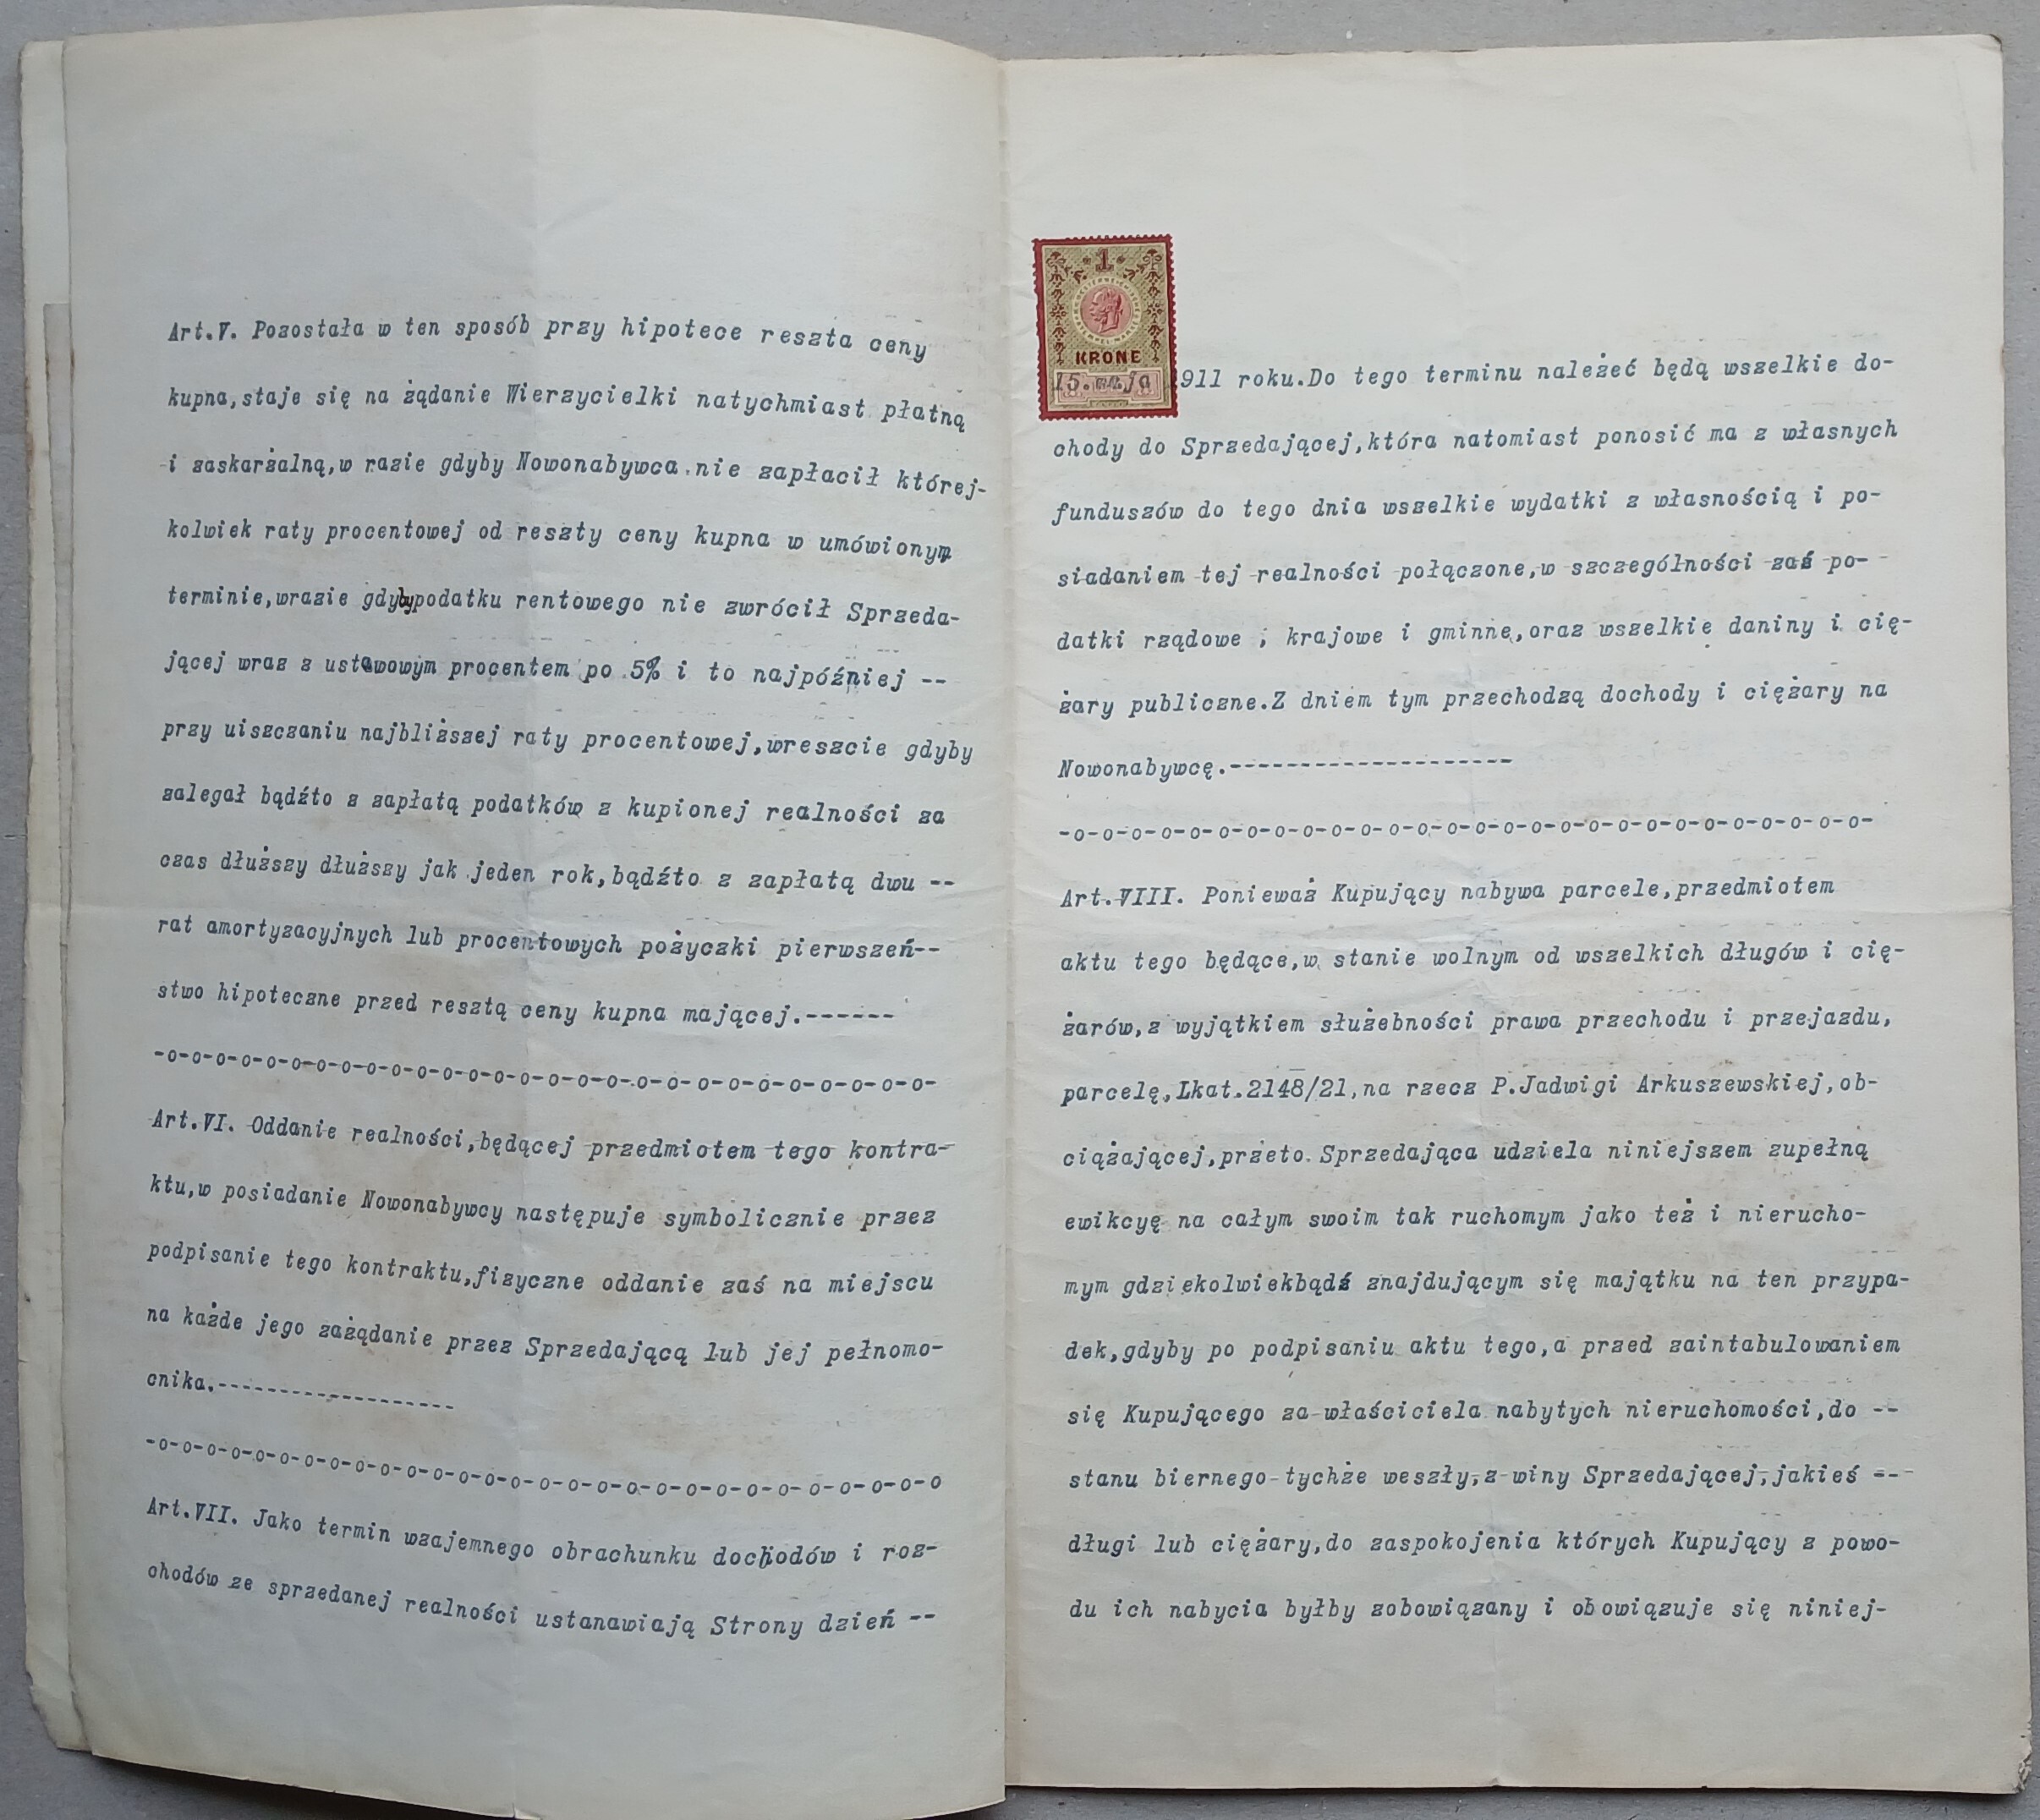 Art.V. Pozostała w ten sposób przy hipotece reszta ceny
kupna,staje się na żądanie Wierzycielki natychmiast płatną
i zaskarżalną,w razie gdyby Nowonabywca nie zapłacił której-
kolwiek raty procentowej od reszty ceny kupna w umówionym
terminie,wrazie gdyby podatku rentowego nie zwrócił Sprzeda-
jącej wraz z ustawowym procentem po 5% i to najpóźniej --
przy uiszczaniu najbliższej raty procentowej,wreszcie gdyby
zalegał bądźto z zapłatą podatków z kupionej realności za
czas dłuższy dłuższy jak jeden rok,bądźto z zapłatą dwu --
rat amortyzacyjnych lub procentowych pożyczki pierwszeń--
stwo hipoteczne przed resztą ceny kupna mającej.------
-o-o-o-o-o-o-o-o-o-o-o-o-o-o-o-o-o-o-o-o-o-o-o-o-o-o-o-o-
Art.VI. Oddanie realności,będącej przedmiotem tego kontra-
ktu,w posiadanie Nowonabywcy następuje symbolicznie przez
podpisanie tego kontraktu,fizyczne oddanie zaś na miejscu
na każde jego zażądanie przez Sprzedającą lub jej pełnomo-
cnika.-------------------
-o-o-o-o-o-o-o-o-o-o-o-o-o-o-o-o-o-o-o-o-o-o-o-o-o-o-o-o
Art.VII. Jako termin wzajemnego obrachunku dochodów i roz-
chodów ze sprzedanej realności ustanawiają Strony dzień --
1
KRONE
15. maja 1911 roku.Do tego terminu należeć będą wszelkie do-
chody do Sprzedającej,która natomiast ponosić ma z własnych
funduszów do tego dnia wszelkie wydatki z własnością i po-
siadaniem tej realności połączone,w szczególności zaś po-
datki rządowe , krajowe i gminne,oraz wszelkie daniny i cię-
żary publiczne.Z dniem tym przechodzą dochody i ciężary na
Nowonabywcę.--------------------
-o-o-o-o-o-o-o-o-o-o-o-o-o-o-o-o-o-o-o-o-o-o-o-o-o-o-o-o-
Art.VIII. Ponieważ Kupujący nabywa parcele,przedmiotem
aktu tego będące,w stanie wolnym od wszelkich długów i cię-
żarów,z wyjątkiem służebności prawa przechodu i przejazdu,
parcelę,Lkat.2148/21,na rzecz P.Jadwigi Arkuszewskiej,ob-
ciążającej,przeto Sprzedająca udziela niniejszem zupełną
ewikcyę na całym swoim tak ruchomym jako też i nierucho-
mym gdziekolwiekbądź znajdującym się majątku na ten przypa-
dek,gdyby po podpisaniu aktu tego,a przed zaintabulowaniem
się Kupującego za właściciela nabytych nieruchomości,do --
stanu biernego tychże weszły,z winy Sprzedającej,jakieś --
długi lub ciężary,do zaspokojenia których Kupujący z powo-
du ich nabycia byłby zobowiązany i obowiązuje się niniej-